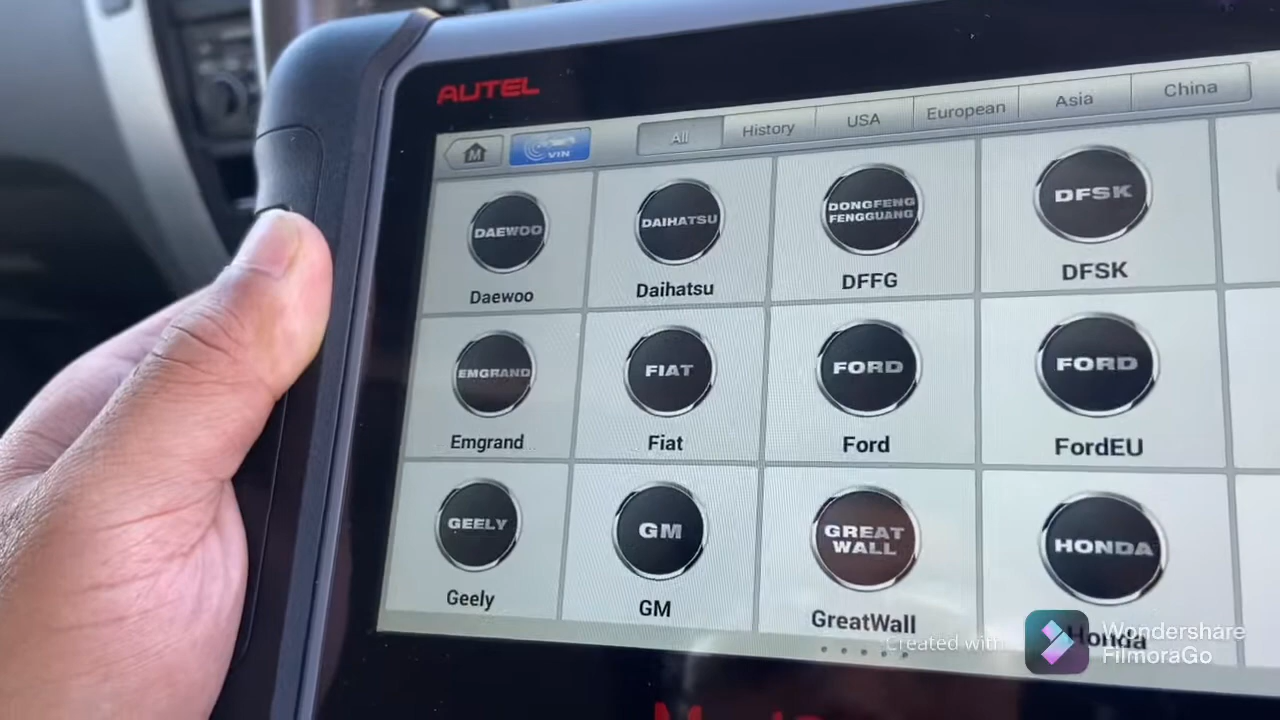 AUTEL
M
VIN
All
History
USA
European
Asia
China
DAEWOO
Daewoo
DAIHATSU
Daihatsu
DONGFENG
FENGGUANG
DFFG
DFSK
DFSK
EMGRAND
Emgrand
FIAT
Fiat
FORD
Ford
FORD
FordEU
GEELY
Geely
GM
GM
GREAT
WALL
GreatWall
HONDA
Honda
Created with
Wondershare
FilmoraGo